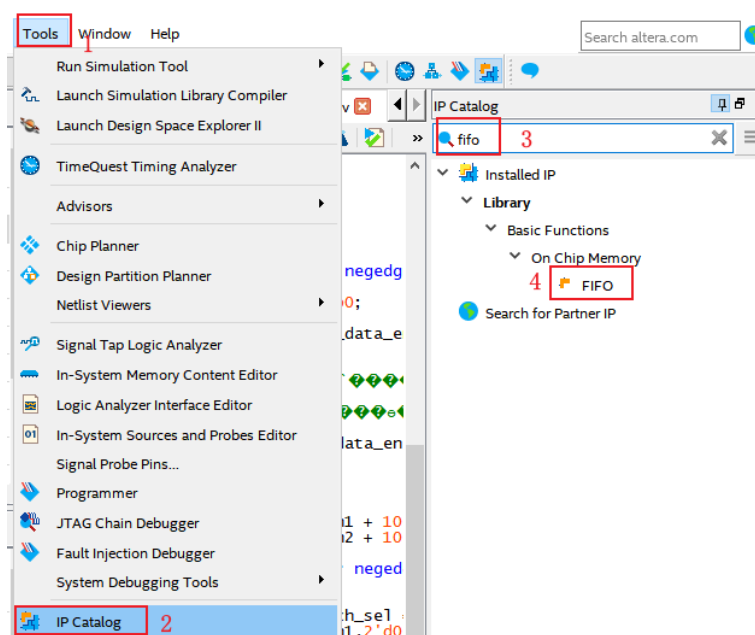 Tools Window Help
1
Search altera.com
Run Simulation Tool
Launch Simulation Library Compiler
Launch Design Space Explorer II
TimeQuest Timing Analyzer
Advisors
Chip Planner
Design Partition Planner
Netlist Viewers
Signal Tap Logic Analyzer
In-System Memory Content Editor
Logic Analyzer Interface Editor
In-System Sources and Probes Editor
Signal Probe Pins...
Programmer
JTAG Chain Debugger
Fault Injection Debugger
System Debugging Tools
IP Catalog 2
v
negedg
0;
_data_e
data_en
m1 + 10
m2 + 10
neged
h_sel
1,2'd0
IP Catalog
fifo 3
Installed IP
Library
Basic Functions
On Chip Memory
4 FIFO
Search for Partner IP